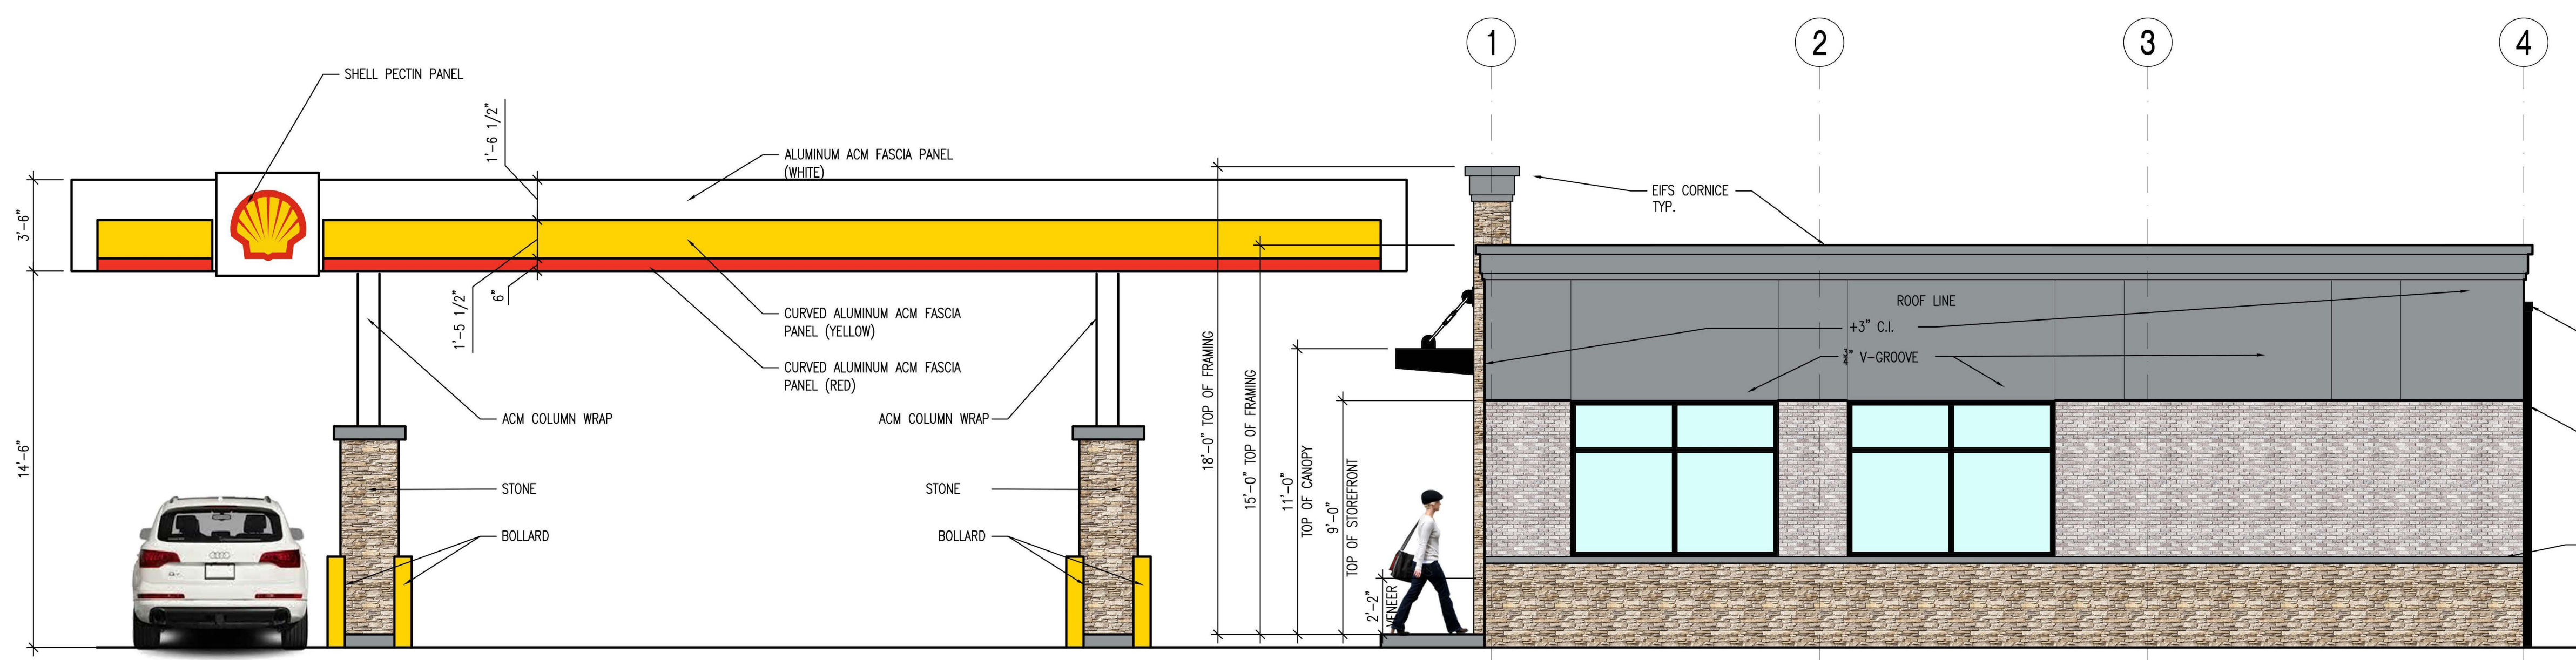 1
2
3
4
SHELL PECTIN PANEL
1'-6 1/2"
ALUMINUM ACM FASCIA PANEL
(WHITE)
EIFS CORNICE
TYP.
3'-6"
1'-5 1/2"
6"
CURVED ALUMINUM ACM FASCIA
PANEL (YELLOW)
CURVED ALUMINUM ACM FASCIA
PANEL (RED)
ROOF LINE
+3" C.I.
3/4" V-GROOVE
ACM COLUMN WRAP
ACM COLUMN WRAP
18'-0" TOP OF FRAMING
15'-0" TOP OF FRAMING
11'-0"
TOP OF CANOPY
9'-0"
TOP OF STOREFRONT
14'-6"
STONE
STONE
BOLLARD
BOLLARD
2'-2"
VENEER